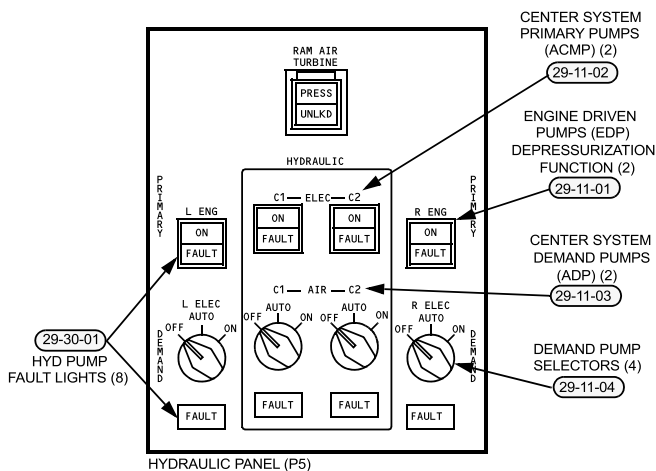 CENTER SYSTEM
PRIMARY PUMPS
(ACMP) (2)
29-11-02
RAM AIR
TURBINE
PRESS
UNLKD
ENGINE DRIVEN
PUMPS (EDP)
DEPRESSURIZATION
FUNCTION (2)
29-11-01
HYDRAULIC
PRIMARY
PRIMARY
C1 ELEC C2
L ENG
ON
FAULT
ON
FAULT
ON
FAULT
R ENG
ON
FAULT
CENTER SYSTEM
DEMAND PUMPS
(ADP) (2)
29-11-03
C1 AIR C2
L ELEC
AUTO
OFF ON
AUTO
OFF ON
AUTO
OFF ON
R ELEC
AUTO
OFF ON
DEMAND
DEMAND
29-30-01
HYD PUMP
FAULT LIGHTS (8)
DEMAND PUMP
SELECTORS (4)
29-11-04
FAULT
FAULT
FAULT
FAULT
HYDRAULIC PANEL (P5)